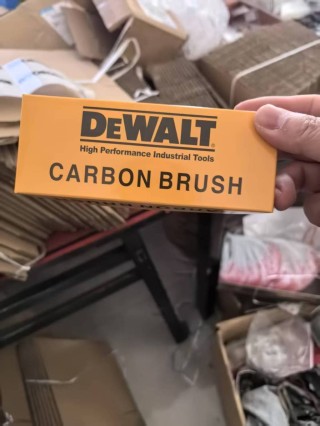 DEWALT
High Performance Industrial Tools
CARBON BRUSH